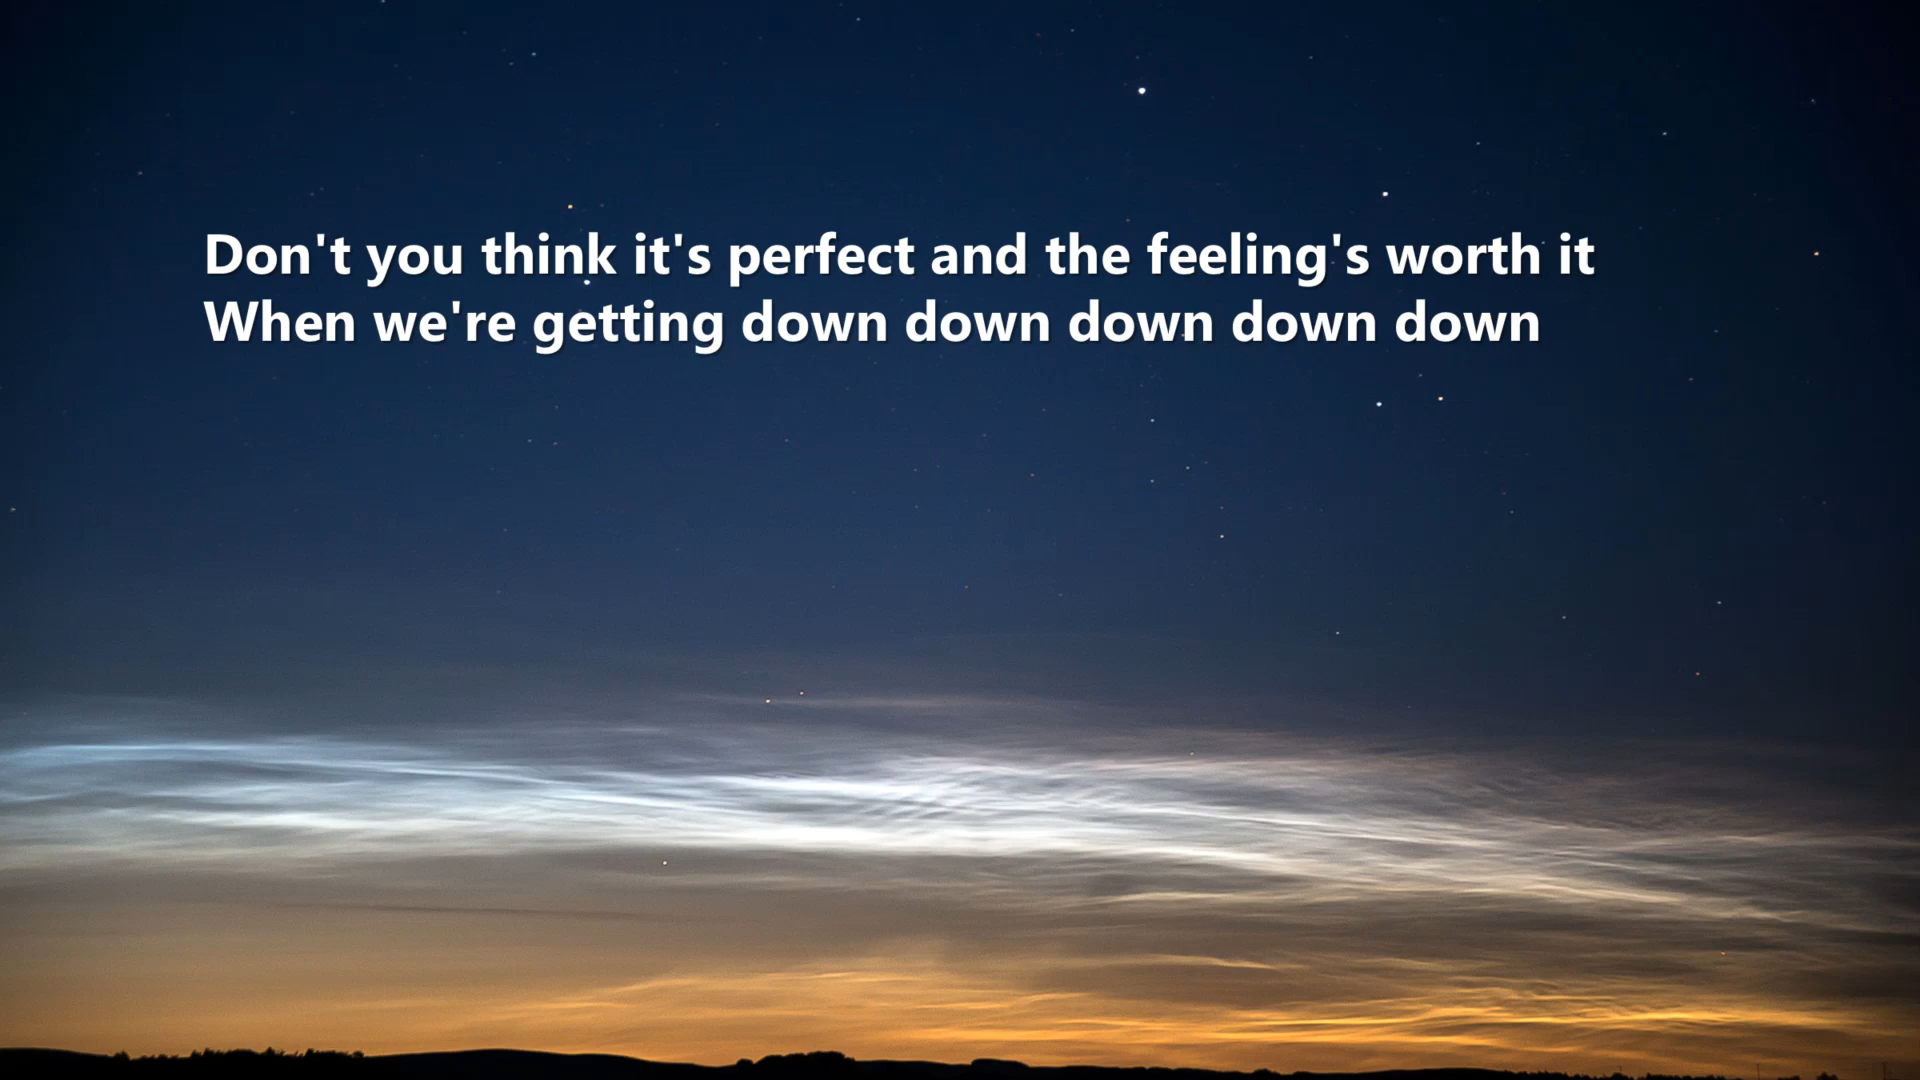 Don't you think it's perfect and the feeling's worth it
When we're getting down down down down down